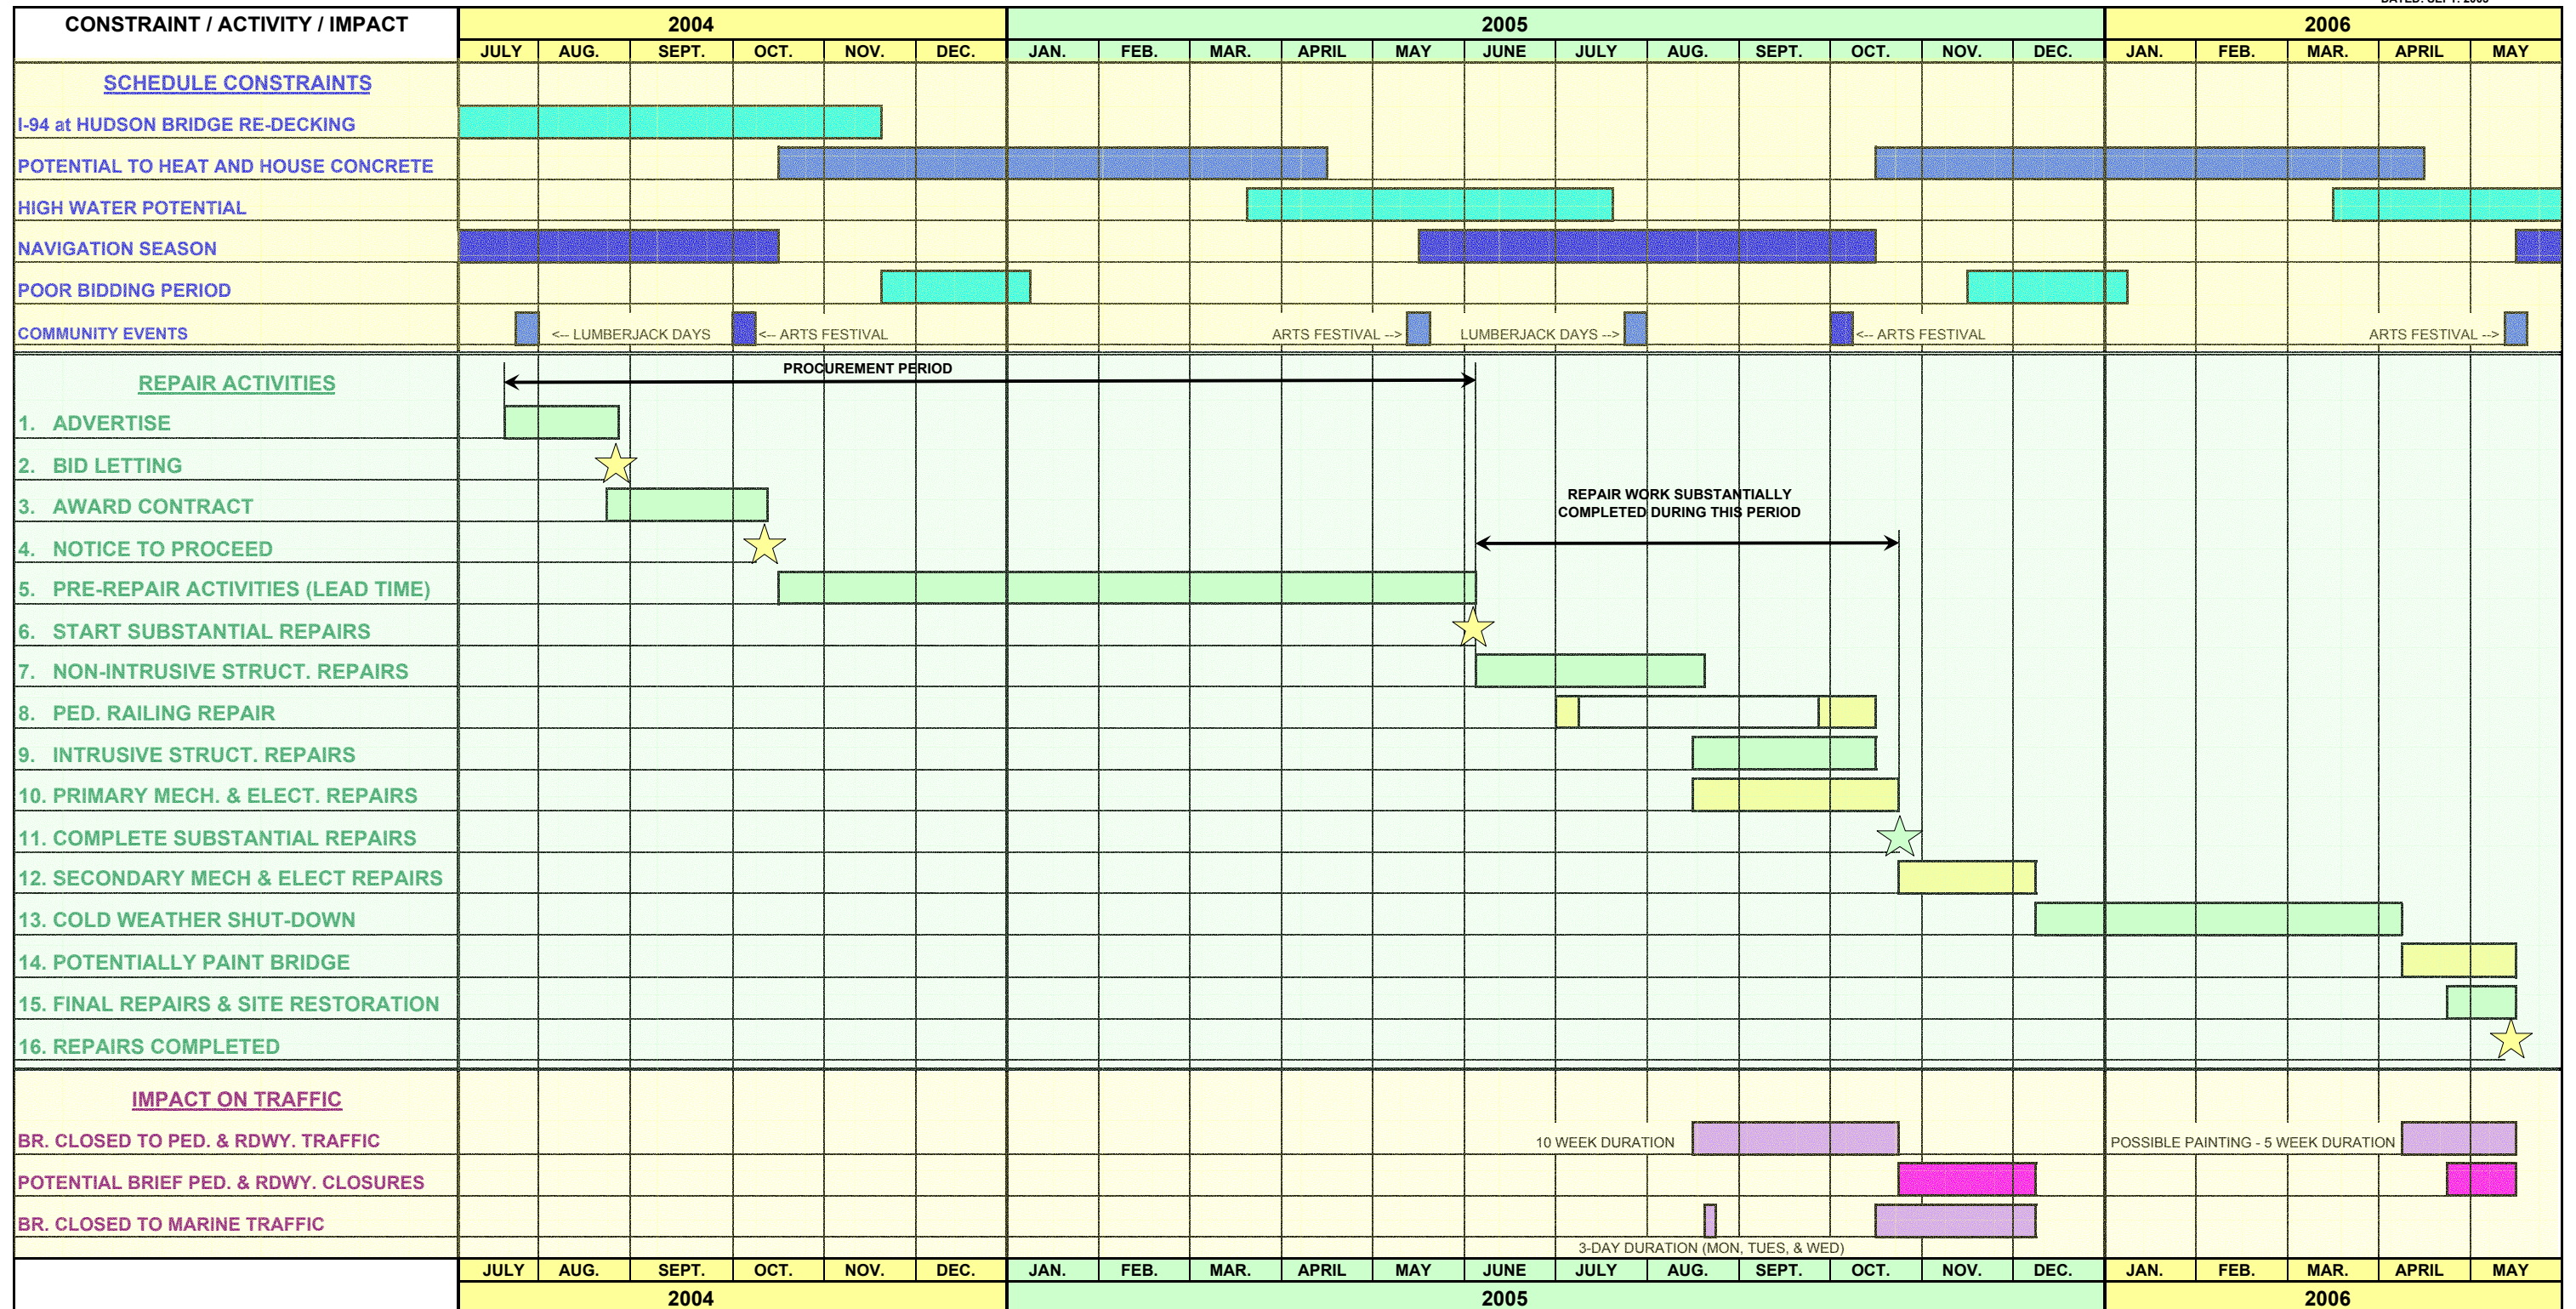 DATED: SEPT. 2003
CONSTRAINT / ACTIVITY / IMPACT
2004
2005
2006
JULY AUG. SEPT. OCT. NOV. DEC. JAN. FEB. MAR. APRIL MAY JUNE JULY AUG. SEPT. OCT. NOV. DEC. JAN. FEB. MAR. APRIL MAY
SCHEDULE CONSTRAINTS
I-94 at HUDSON BRIDGE RE-DECKING
POTENTIAL TO HEAT AND HOUSE CONCRETE
HIGH WATER POTENTIAL
NAVIGATION SEASON
POOR BIDDING PERIOD
COMMUNITY EVENTS <-- LUMBERJACK DAYS <-- ARTS FESTIVAL ARTS FESTIVAL --> LUMBERJACK DAYS --> <-- ARTS FESTIVAL ARTS FESTIVAL -->
PROCUREMENT PERIOD
REPAIR ACTIVITIES
1. ADVERTISE
2. BID LETTING
REPAIR WORK SUBSTANTIALLY
3. AWARD CONTRACT
COMPLETED DURING THIS PERIOD
4. NOTICE TO PROCEED
5. PRE-REPAIR ACTIVITIES (LEAD TIME)
6. START SUBSTANTIAL REPAIRS
7. NON-INTRUSIVE STRUCT. REPAIRS
8. PED. RAILING REPAIR
9. INTRUSIVE STRUCT. REPAIRS
10. PRIMARY MECH. & ELECT. REPAIRS
11. COMPLETE SUBSTANTIAL REPAIRS
12. SECONDARY MECH & ELECT REPAIRS
13. COLD WEATHER SHUT-DOWN
14. POTENTIALLY PAINT BRIDGE
15. FINAL REPAIRS & SITE RESTORATION
16. REPAIRS COMPLETED
IMPACT ON TRAFFIC
BR. CLOSED TO PED. & RDWY. TRAFFIC 10 WEEK DURATION POSSIBLE PAINTING - 5 WEEK DURATION
POTENTIAL BRIEF PED. & RDWY. CLOSURES
BR. CLOSED TO MARINE TRAFFIC
3-DAY DURATION (MON, TUES, & WED)
JULY AUG. SEPT. OCT. NOV. DEC. JAN. FEB. MAR. APRIL MAY JUNE JULY AUG. SEPT. OCT. NOV. DEC. JAN. FEB. MAR. APRIL MAY
2004
2005
2006